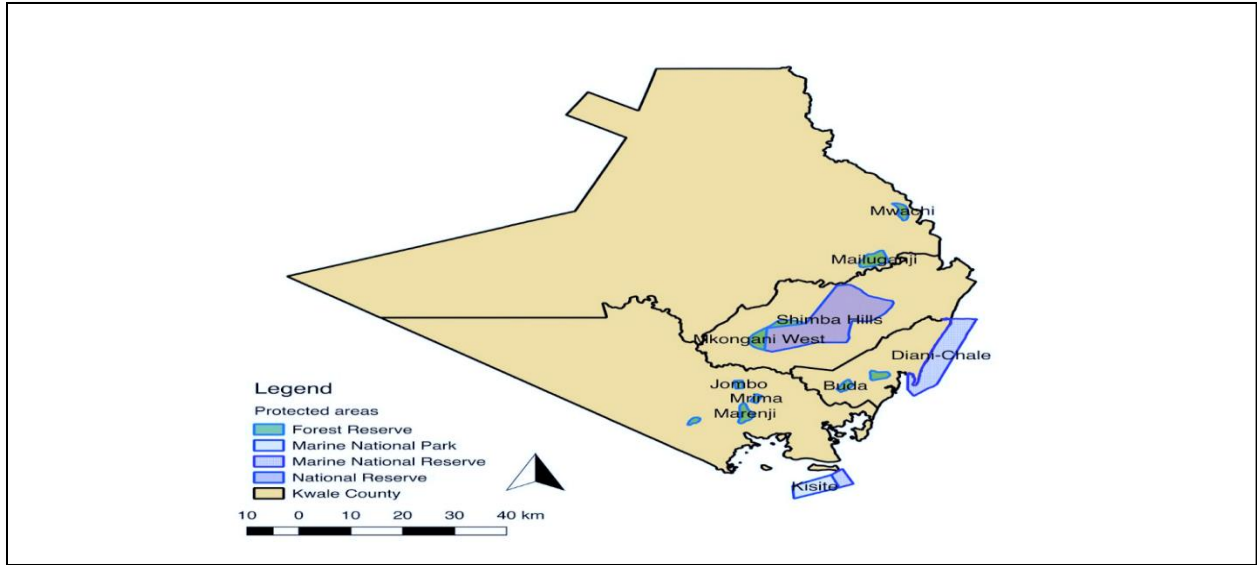 Mwachi
Mailuganji
Shimba Hills
Mkongani West
Diani-Chale
Jombo
Buda
Mrima
Marenji
Kisite
Legend
Protected areas
Forest Reserve
Marine National Park
Marine National Reserve
National Reserve
Kwale County
10 0 10 20 30 40 km